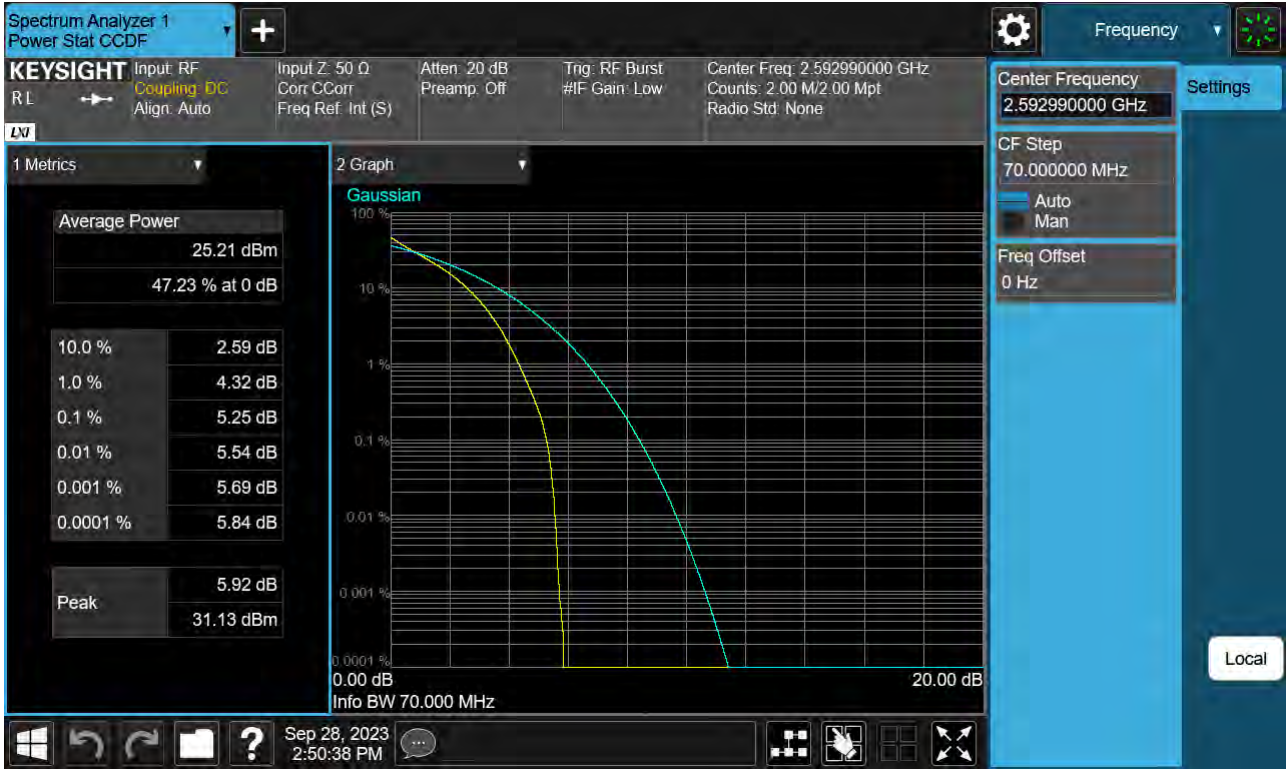 Spectrum Analyzer 1
Power Stat CCDF
+
Frequency
KEYSIGHT
R L
LXI
Input: RF
Coupling: DC
Align: Auto
Input Z: 50 Ω
Corr CCorr
Freq Ref: Int (S)
Atten: 20 dB
Preamp: Off
Trig: RF Burst
#IF Gain: Low
Center Freq: 2.592990000 GHz
Counts: 2.00 M/2.00 Mpt
Radio Std: None
Center Frequency
2.592990000 GHz
Settings
CF Step
70.000000 MHz
Auto
Man
Freq Offset
0 Hz
Local
1 Metrics
Average Power
25.21 dBm
47.23 % at 0 dB
10.0 % 2.59 dB
1.0 % 4.32 dB
0.1 % 5.25 dB
0.01 % 5.54 dB
0.001 % 5.69 dB
0.0001 % 5.84 dB
Peak
5.92 dB
31.13 dBm
2 Graph
Gaussian
100 %
10 %
1 %
0.1 %
0.01 %
0.001 %
0.0001 %
0.00 dB 20.00 dB
Info BW 70.000 MHz
?
Sep 28, 2023
2:50:38 PM